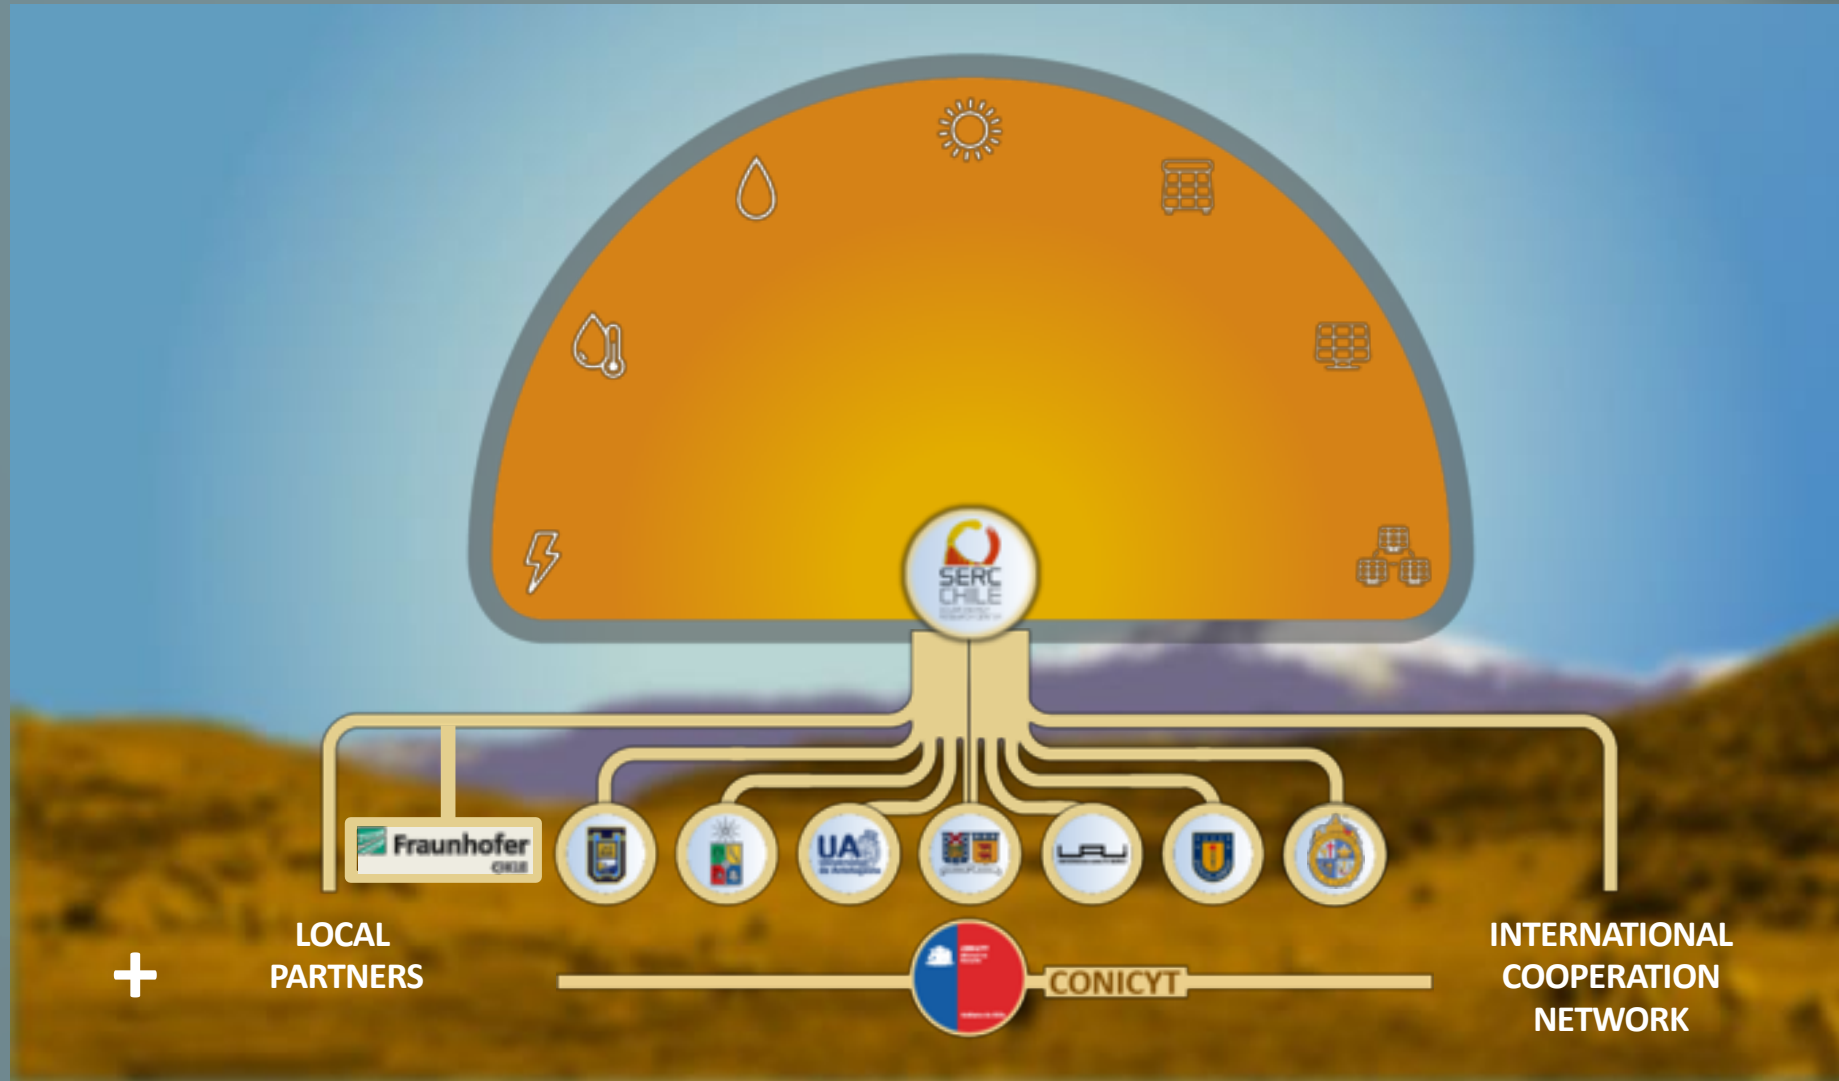 SERC
CHILE
Fraunhofer
CHILE
UA
LOCAL
PARTNERS
+
CONICYT
INTERNATIONAL
COOPERATION
NETWORK